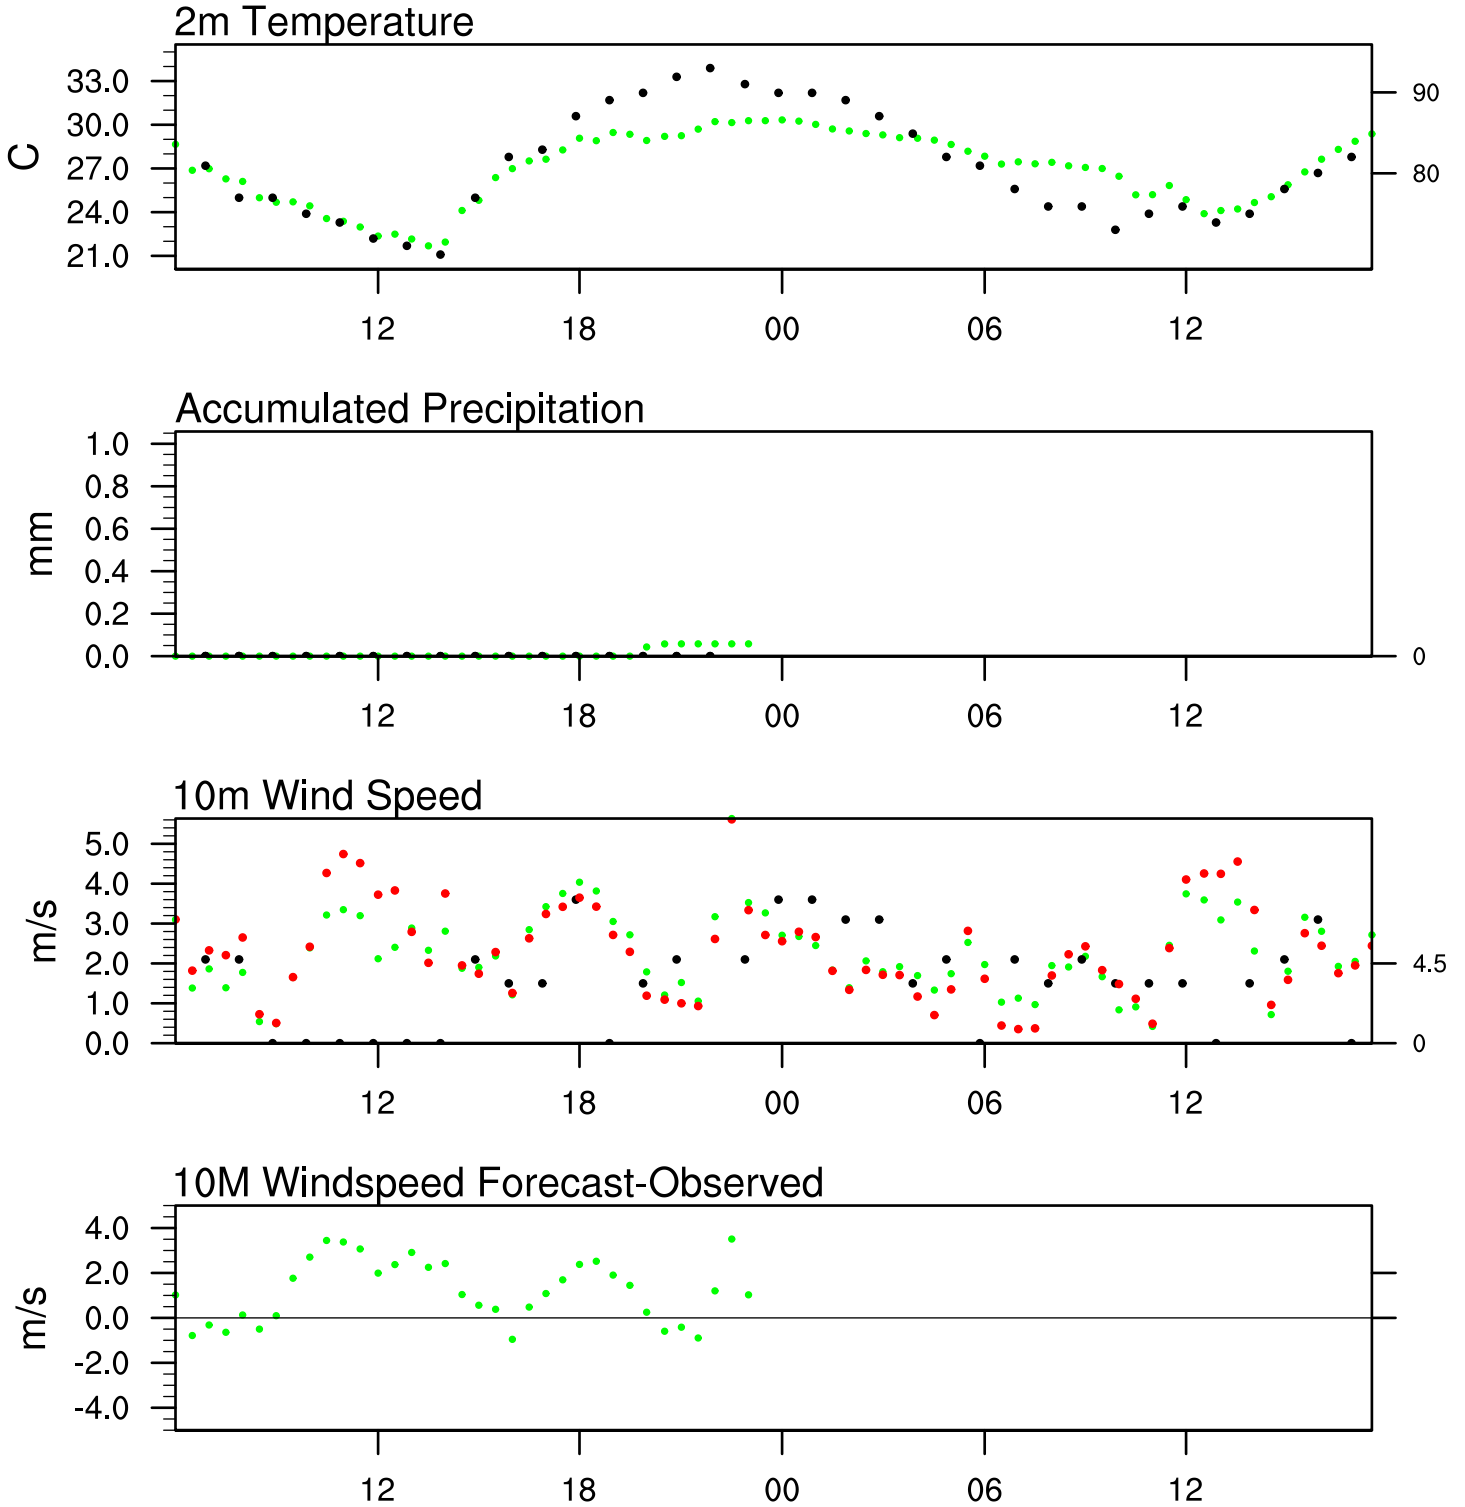 2m Temperature
33.0
30.0
27.0
24.0
21.0
C
90
80
12 18 00 06 12
Accumulated Precipitation
1.0
0.8
0.6
0.4
0.2
0.0
mm
0
12 18 00 06 12
10m Wind Speed
5.0
4.0
3.0
2.0
1.0
0.0
m/s
4.5
0
12 18 00 06 12
10M Windspeed Forecast-Observed
4.0
2.0
0.0
-2.0
-4.0
m/s
12 18 00 06 12